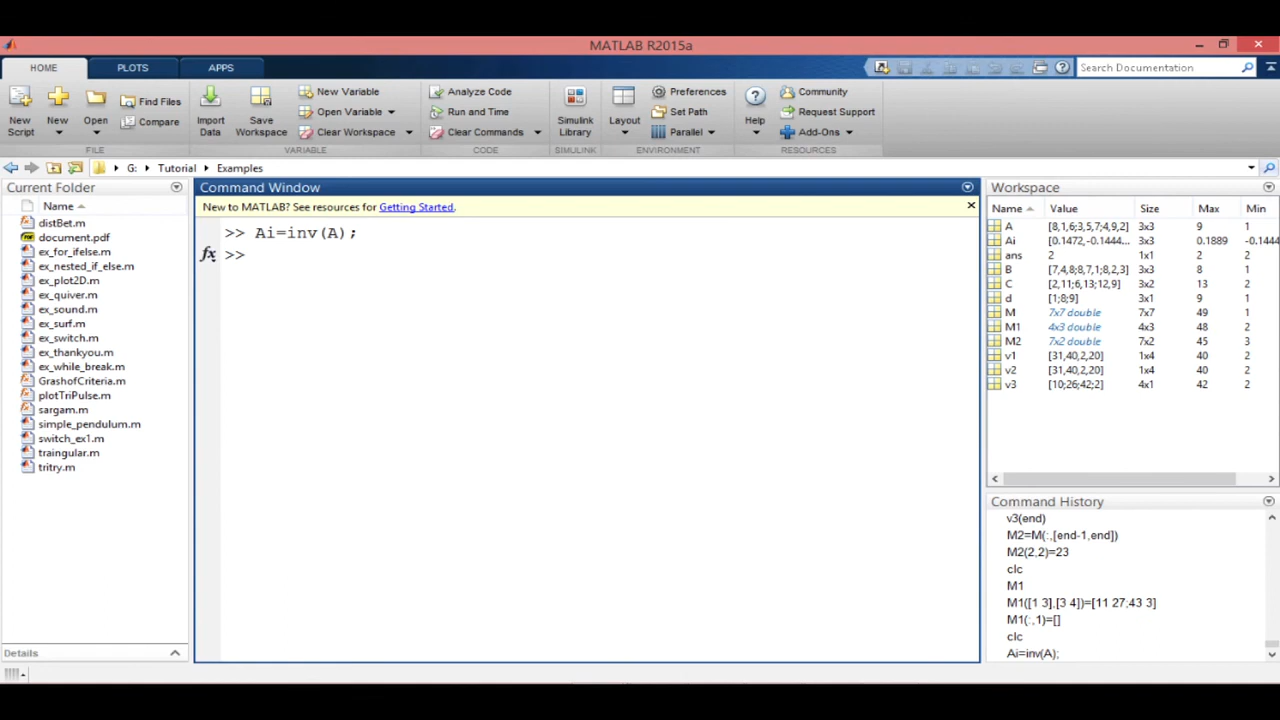 MATLAB R2015a
HOME PLOTS APPS
Search Documentation
New Script
New
Open
Find Files
Compare
FILE
Import Data
Save Workspace
New Variable
Open Variable
Clear Workspace
VARIABLE
Analyze Code
Run and Time
Clear Commands
CODE
Simulink Library
SIMULINK
Layout
Preferences
Set Path
Parallel
ENVIRONMENT
Help
Community
Request Support
Add-Ons
RESOURCES
G: Tutorial Examples
Current Folder
Name
distBet.m
document.pdf
ex_for_ifelse.m
ex_nested_if_else.m
ex_plot2D.m
ex_quiver.m
ex_sound.m
ex_surf.m
ex_switch.m
ex_thankyou.m
ex_while_break.m
GrashofCriteria.m
plotTriPulse.m
sargam.m
simple_pendulum.m
switch_ex1.m
traingular.m
tritry.m
Details
Command Window
New to MATLAB? See resources for Getting Started.
>> Ai=inv(A);
fx >>
Workspace
Name Value Size Max Min
A [8,1,6;3,5,7;4,9,2] 3x3 9 1
Ai [0.1472,-0.1444... 3x3 0.1889 -0.1444
ans 2 1x1 2 2
B [7,4,8;8,7,1;8,2,3] 3x3 8 1
C [2,11;6,13;12,9] 3x2 13 2
d [1;8;9] 3x1 9 1
M 7x7 double 7x7 49 1
M1 4x3 double 4x3 48 2
M2 7x2 double 7x2 45 3
v1 [31,40,2,20] 1x4 40 2
v2 [31,40,2,20] 1x4 40 2
v3 [10;26;42;2] 4x1 42 2
Command History
v3(end)
M2=M(:,[end-1,end])
M2(2,2)=23
clc
M1
M1([1 3],[3 4])=[11 27;43 3]
M1(:,1)=[]
clc
Ai=inv(A);